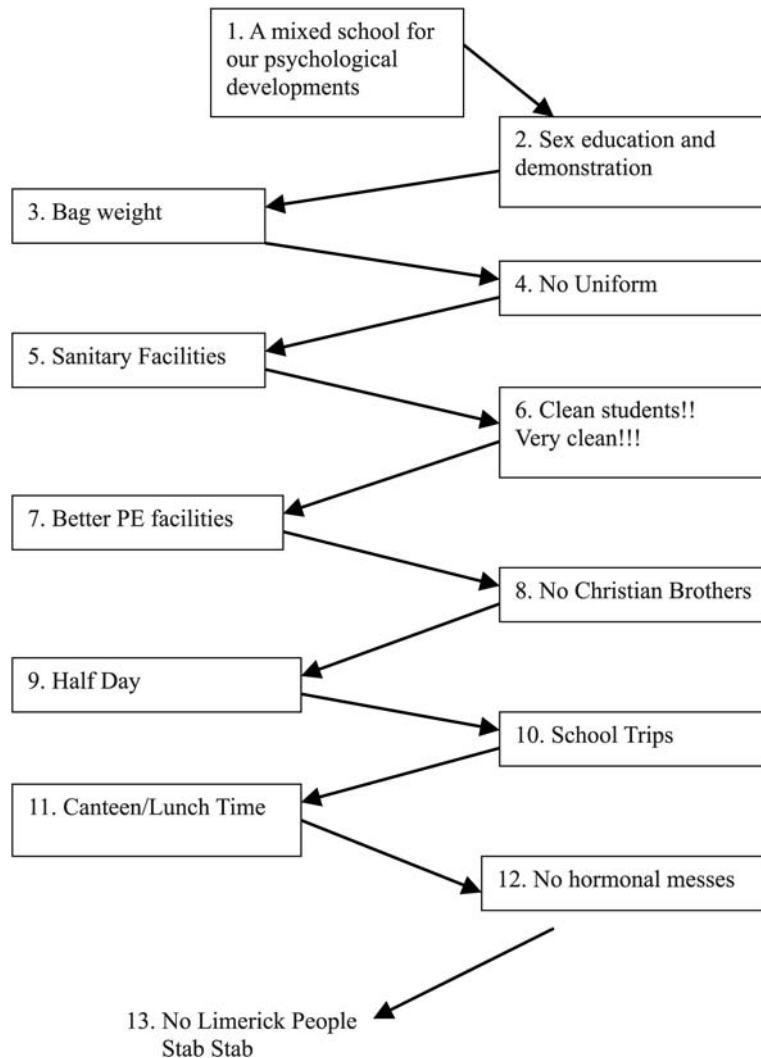 1. A mixed school for
our psychological
developments
2. Sex education and
demonstration
3. Bag weight
4. No Uniform
5. Sanitary Facilities
6. Clean students!!
Very clean!!!
7. Better PE facilities
8. No Christian Brothers
9. Half Day
10. School Trips
11. Canteen/Lunch Time
12. No hormonal messes
13. No Limerick People
Stab Stab